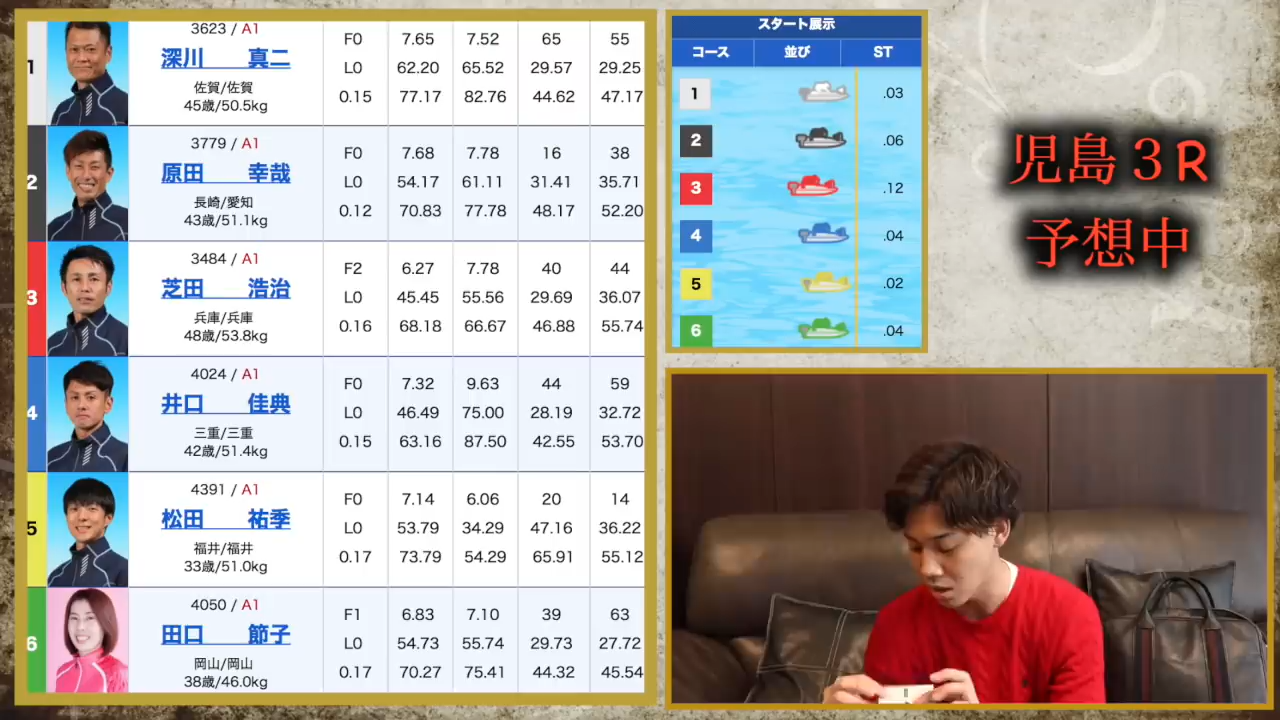 1
3623 / A1
深川 真二
佐賀/佐賀
45歳/50.5kg
F0 7.65 7.52 65 55
L0 62.20 65.52 29.57 29.25
0.15 77.17 82.76 44.62 47.17
2
3779 / A1
原田 幸哉
長崎/愛知
43歳/51.1kg
F0 7.68 7.78 16 38
L0 54.17 61.11 31.41 35.71
0.12 70.83 77.78 48.17 52.20
3
3484 / A1
芝田 浩治
兵庫/兵庫
48歳/53.8kg
F2 6.27 7.78 40 44
L0 45.45 55.56 29.69 36.07
0.16 68.18 66.67 46.88 55.74
4
4024 / A1
井口 佳典
三重/三重
42歳/51.4kg
F0 7.32 9.63 44 59
L0 46.49 75.00 28.19 32.72
0.15 63.16 87.50 42.55 53.70
5
4391 / A1
松田 祐季
福井/福井
33歳/51.0kg
F0 7.14 6.06 20 14
L0 53.79 34.29 47.16 36.22
0.17 73.79 54.29 65.91 55.12
6
4050 / A1
田口 節子
岡山/岡山
38歳/46.0kg
F1 6.83 7.10 39 63
L0 54.73 55.74 29.73 27.72
0.17 70.27 75.41 44.32 45.54
スタート展示
コース 並び ST
1 .03
2 .06
3 .12
4 .04
5 .02
6 .04
児島３R
予想中